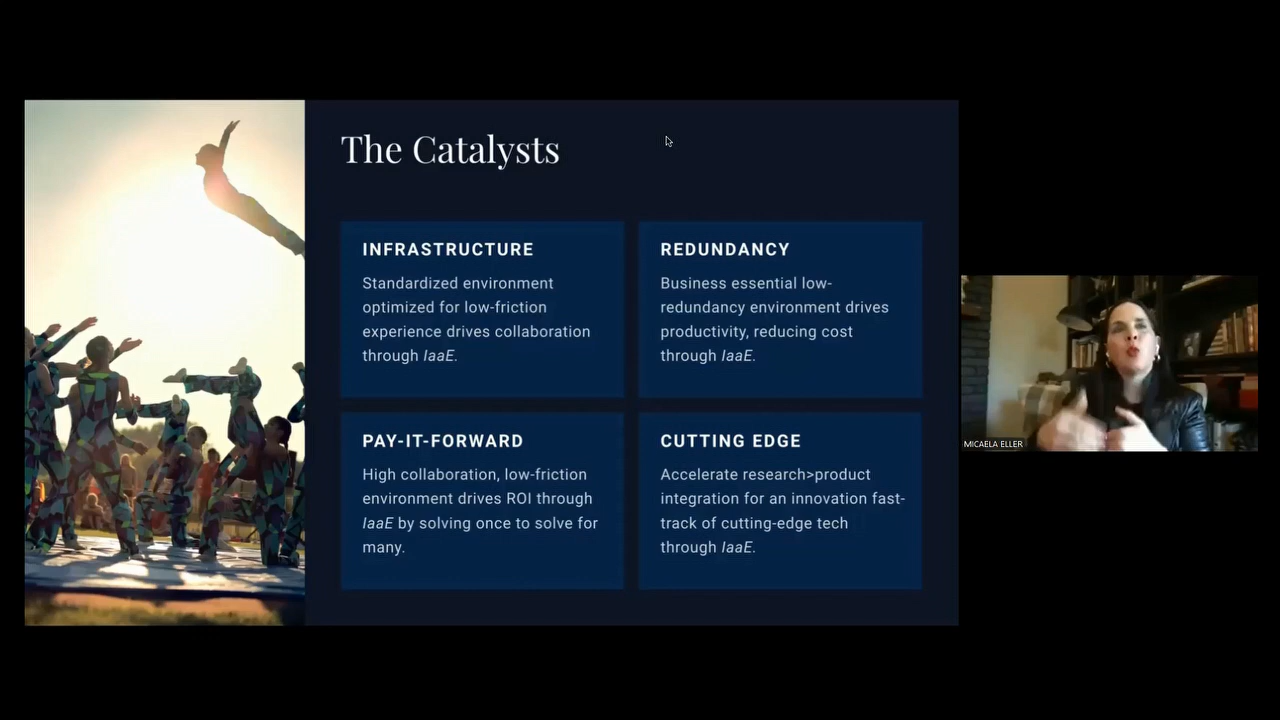 The Catalysts
INFRASTRUCTURE
Standardized environment
optimized for low-friction
experience drives collaboration
through IaaE.
REDUNDANCY
Business essential low-
redundancy environment drives
productivity, reducing cost
through IaaE.
PAY-IT-FORWARD
High collaboration, low-friction
environment drives ROI through
IaaE by solving once to solve for
many.
CUTTING EDGE
Accelerate research>product
integration for an innovation fast-
track of cutting-edge tech
through IaaE.
MICAELA ELLER